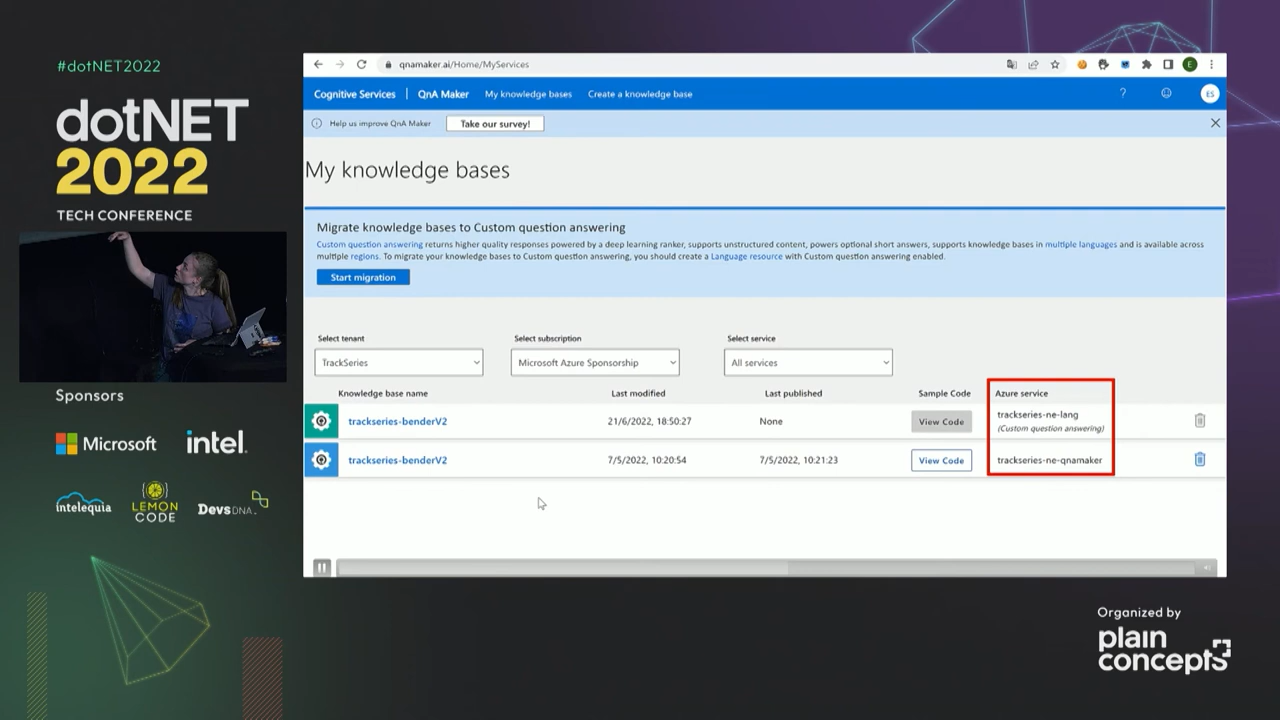 #dotNET2022
dotNET
2022
TECH CONFERENCE
Sponsors
Microsoft
intel.
intelequia
LEMON
CODE
DevsDNA
qnamaker.ai/Home/MyServices
E
Cognitive Services | QnA Maker My knowledge bases Create a knowledge base ? ES
Help us improve QnA Maker Take our survey!
My knowledge bases
Migrate knowledge bases to Custom question answering
Custom question answering returns higher quality responses powered by a deep learning ranker, supports unstructured content, powers optional short answers, supports knowledge bases in multiple languages and is available across
multiple regions. To migrate your knowledge bases to Custom question answering, you should create a Language resource with Custom question answering enabled.
Start migration
Select tenant Select subscription Select service
TrackSeries Microsoft Azure Sponsorship All services
Knowledge base name Last modified Last published Sample Code Azure service
trackseries-benderV2 21/6/2022, 18:50:27 None View Code trackseries-ne-lang
(Custom question answering)
trackseries-benderV2 7/5/2022, 10:20:54 7/5/2022, 10:21:23 View Code trackseries-ne-qnamaker
Organized by
plain
concepts